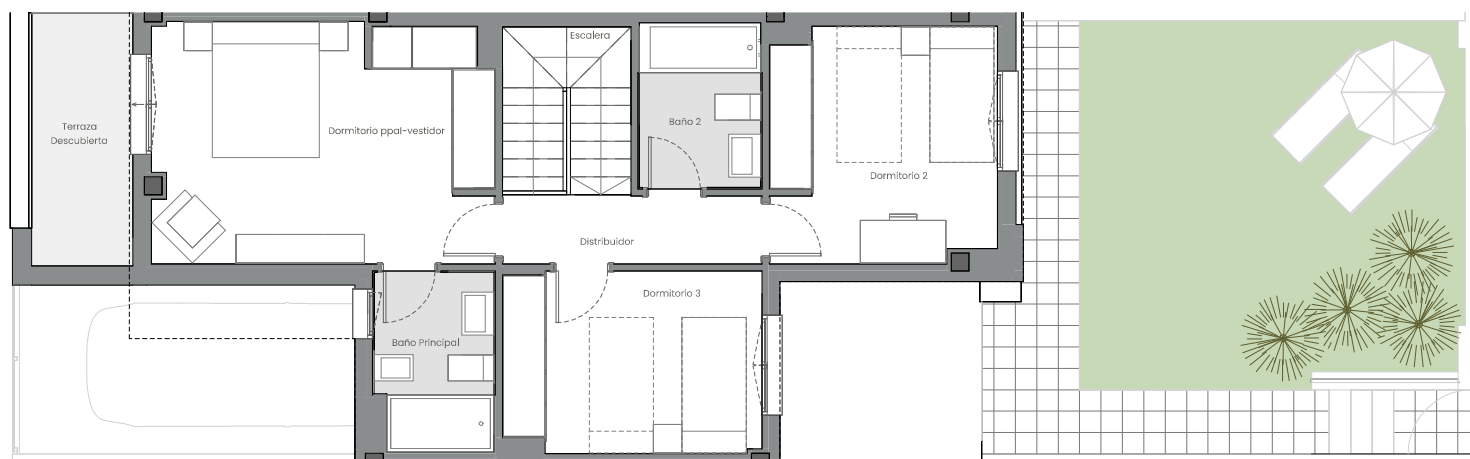 Escalera
Terraza
Descubierta
Dormitorio ppal-vestidor
Baño 2
Dormitorio 2
Distribuidor
Dormitorio 3
Baño Principal